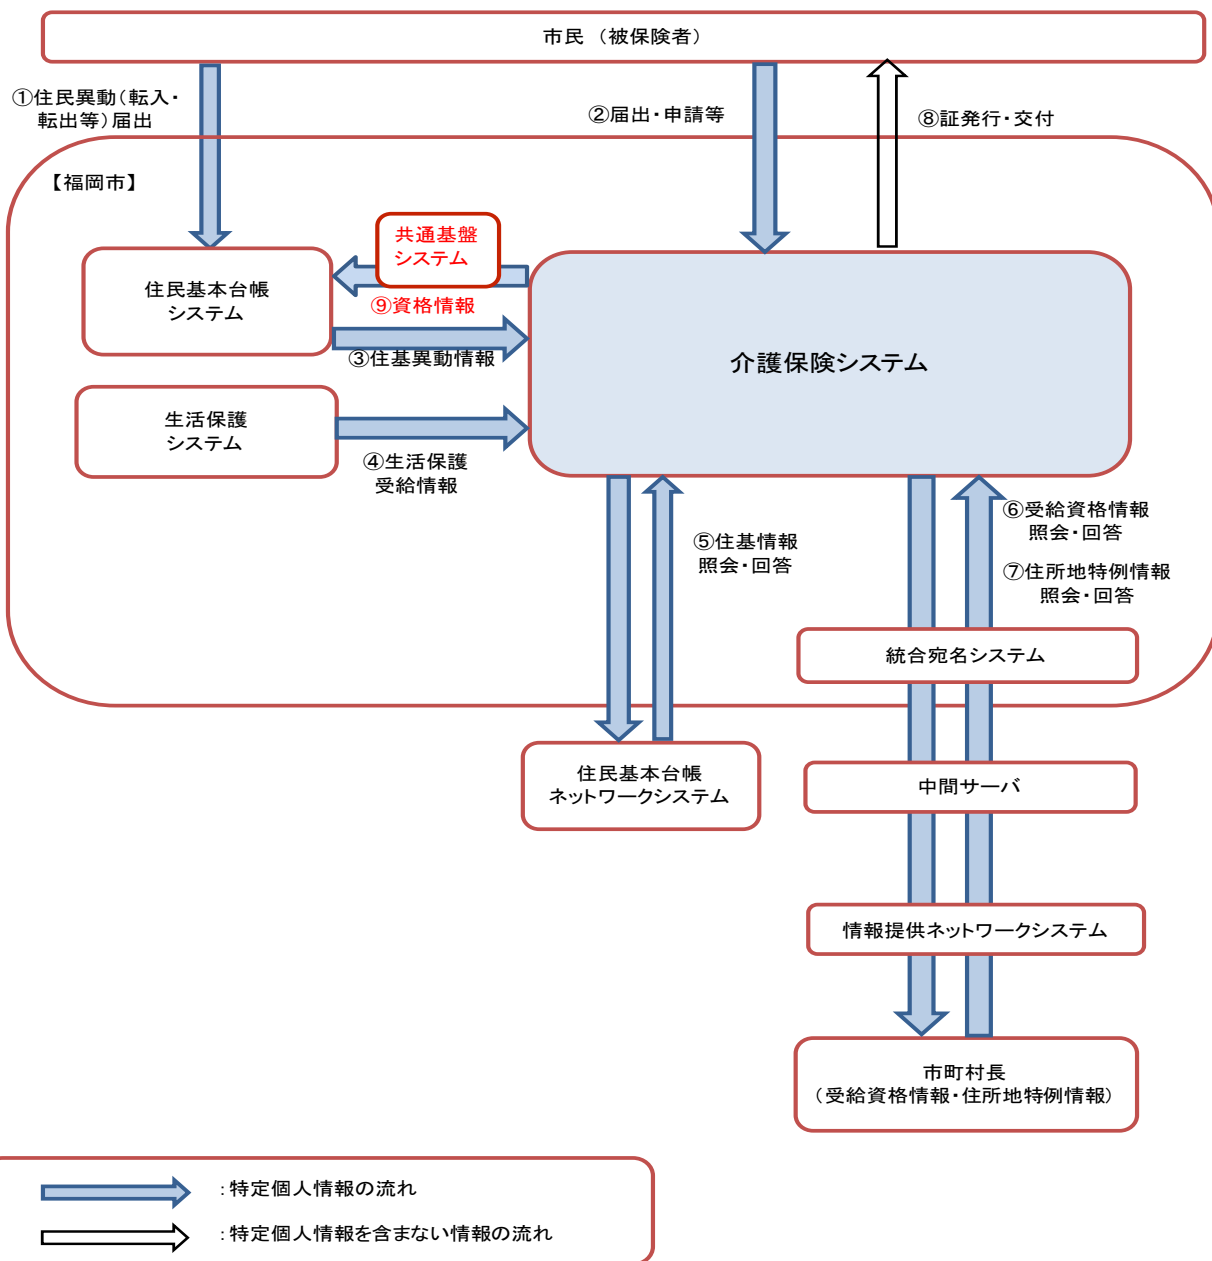 市民 （被保険者）
①住民異動（転入・
転出等）届出
②届出・申請等
⑧証発行・交付
【福岡市】
共通基盤
システム
住民基本台帳
システム
⑨資格情報
③住基異動情報
介護保険システム
生活保護
システム
④生活保護
受給情報
⑤住基情報
照会・回答
⑥受給資格情報
照会・回答
⑦住所地特例情報
照会・回答
統合宛名システム
住民基本台帳
ネットワークシステム
中間サーバ
情報提供ネットワークシステム
市町村長
（受給資格情報・住所地特例情報）
：特定個人情報の流れ
：特定個人情報を含まない情報の流れ